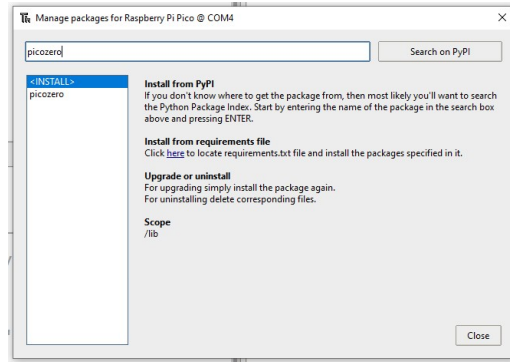 Manage packages for Raspberry Pi Pico @ COM4
picozero
Search on PyPI
<INSTALL>
picozero
Install from PyPI
If you don't know where to get the package from, then most likely you'll want to search
the Python Package Index. Start by entering the name of the package in the search box
above and pressing ENTER.
Install from requirements file
Click here to locate requirements.txt file and install the packages specified in it.
Upgrade or uninstall
For upgrading simply install the package again.
For uninstalling delete corresponding files.
Scope
/lib
Close